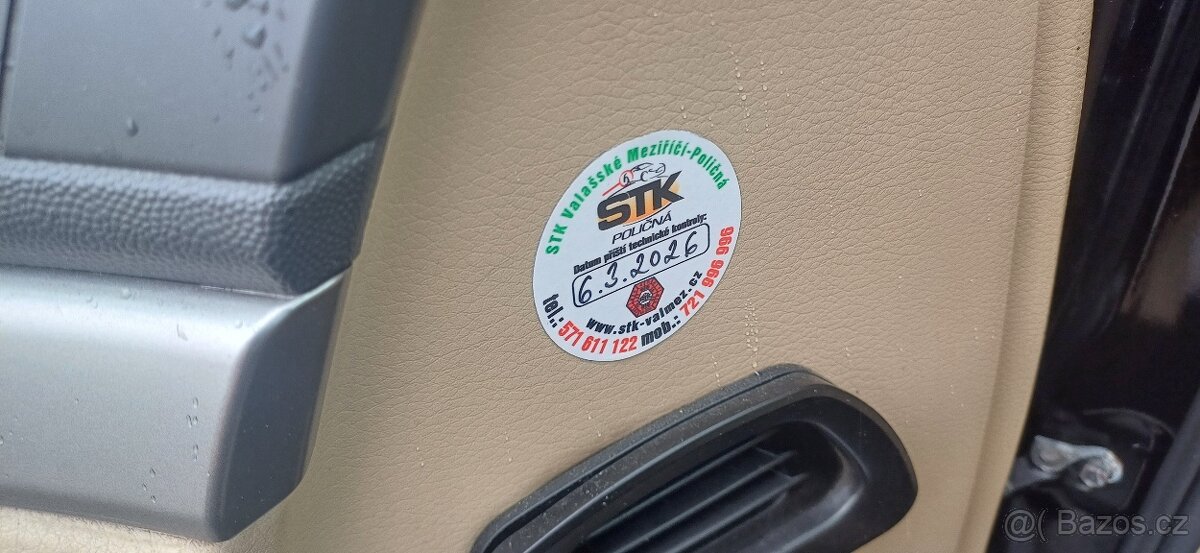 STK Valašské Meziříčí-Poličná
STK
POLIČNÁ
Datum příští technické kontroly:
6.3.2026
www.stk-valmez.cz
tel.: 571 611 122 mob.: 721 996 996
@( Bazos.cz